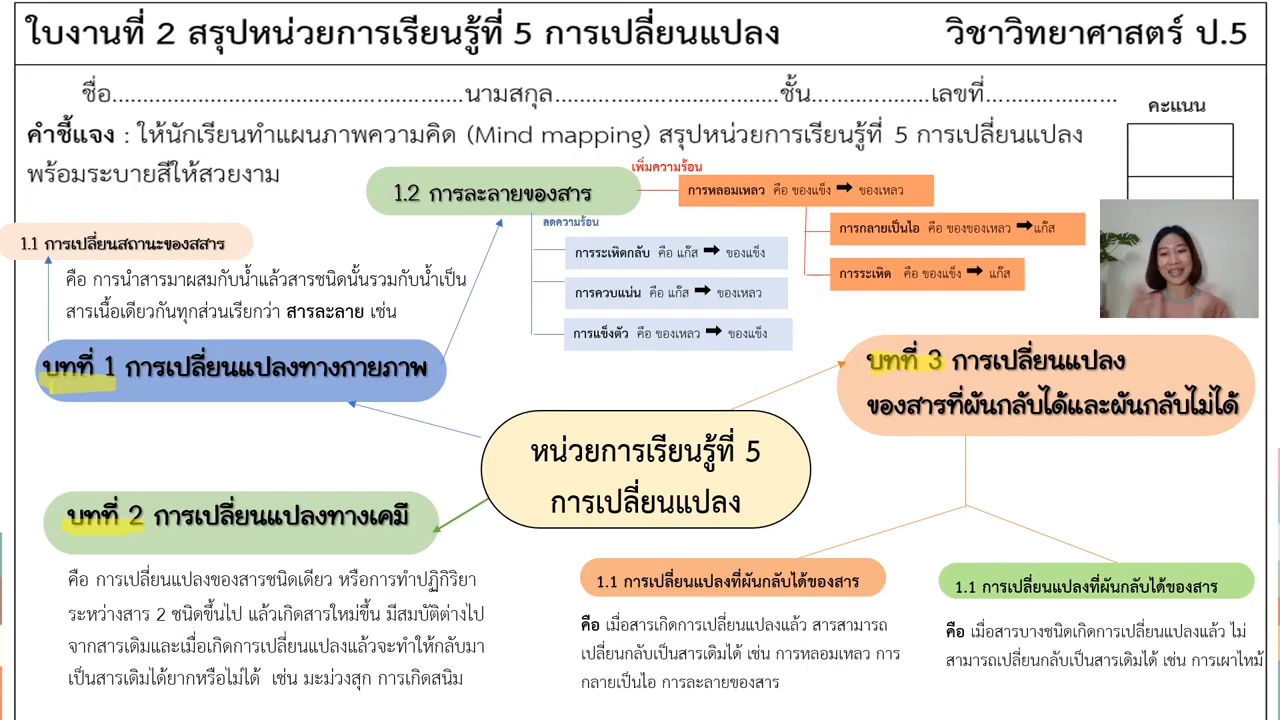 ใบงานที่ 2 สรุปหน่วยการเรียนรู้ที่ 5 การเปลี่ยนแปลง วิชาวิทยาศาสตร์ ป.5
ชื่อ..........................................................นามสกุล.....................................ชั้น....................เลขที่......................
คะแนน
คำชี้แจง : ให้นักเรียนทำแผนภาพความคิด (Mind mapping) สรุปหน่วยการเรียนรู้ที่ 5 การเปลี่ยนแปลง
พร้อมระบายสีให้สวยงาม
1.2 การละลายของสาร
เพิ่มความร้อน
การหลอมเหลว คือ ของแข็ง ➡ ของเหลว
การกลายเป็นไอ คือ ของของเหลว ➡แก๊ส
การระเหิด คือ ของแข็ง ➡ แก๊ส
ลดความร้อน
การระเหิดกลับ คือ แก๊ส ➡ ของแข็ง
การควบแน่น คือ แก๊ส ➡ ของเหลว
การแข็งตัว คือ ของเหลว ➡ ของแข็ง
1.1 การเปลี่ยนสถานะของสสาร
คือ การนำสารมาผสมกับน้ำแล้วสารชนิดนั้นรวมกับน้ำเป็น
สารเนื้อเดียวกันทุกส่วนเรียกว่า สารละลาย เช่น
บทที่ 1 การเปลี่ยนแปลงทางกายภาพ
บทที่ 3 การเปลี่ยนแปลง
ของสารที่ผันกลับได้และผันกลับไม่ได้
หน่วยการเรียนรู้ที่ 5
การเปลี่ยนแปลง
บทที่ 2 การเปลี่ยนแปลงทางเคมี
คือ การเปลี่ยนแปลงของสารชนิดเดียว หรือการทำปฏิกิริยา
ระหว่างสาร 2 ชนิดขึ้นไป แล้วเกิดสารใหม่ขึ้น มีสมบัติต่างไป
จากสารเดิมและเมื่อเกิดการเปลี่ยนแปลงแล้วจะทำให้กลับมา
เป็นสารเดิมได้ยากหรือไม่ได้ เช่น มะม่วงสุก การเกิดสนิม
1.1 การเปลี่ยนแปลงที่ผันกลับได้ของสาร
คือ เมื่อสารเกิดการเปลี่ยนแปลงแล้ว สารสามารถ
เปลี่ยนกลับเป็นสารเดิมได้ เช่น การหลอมเหลว การ
กลายเป็นไอ การละลายของสาร
1.1 การเปลี่ยนแปลงที่ผันกลับได้ของสาร
คือ เมื่อสารบางชนิดเกิดการเปลี่ยนแปลงแล้ว ไม่
สามารถเปลี่ยนกลับเป็นสารเดิมได้ เช่น การเผาไหม้